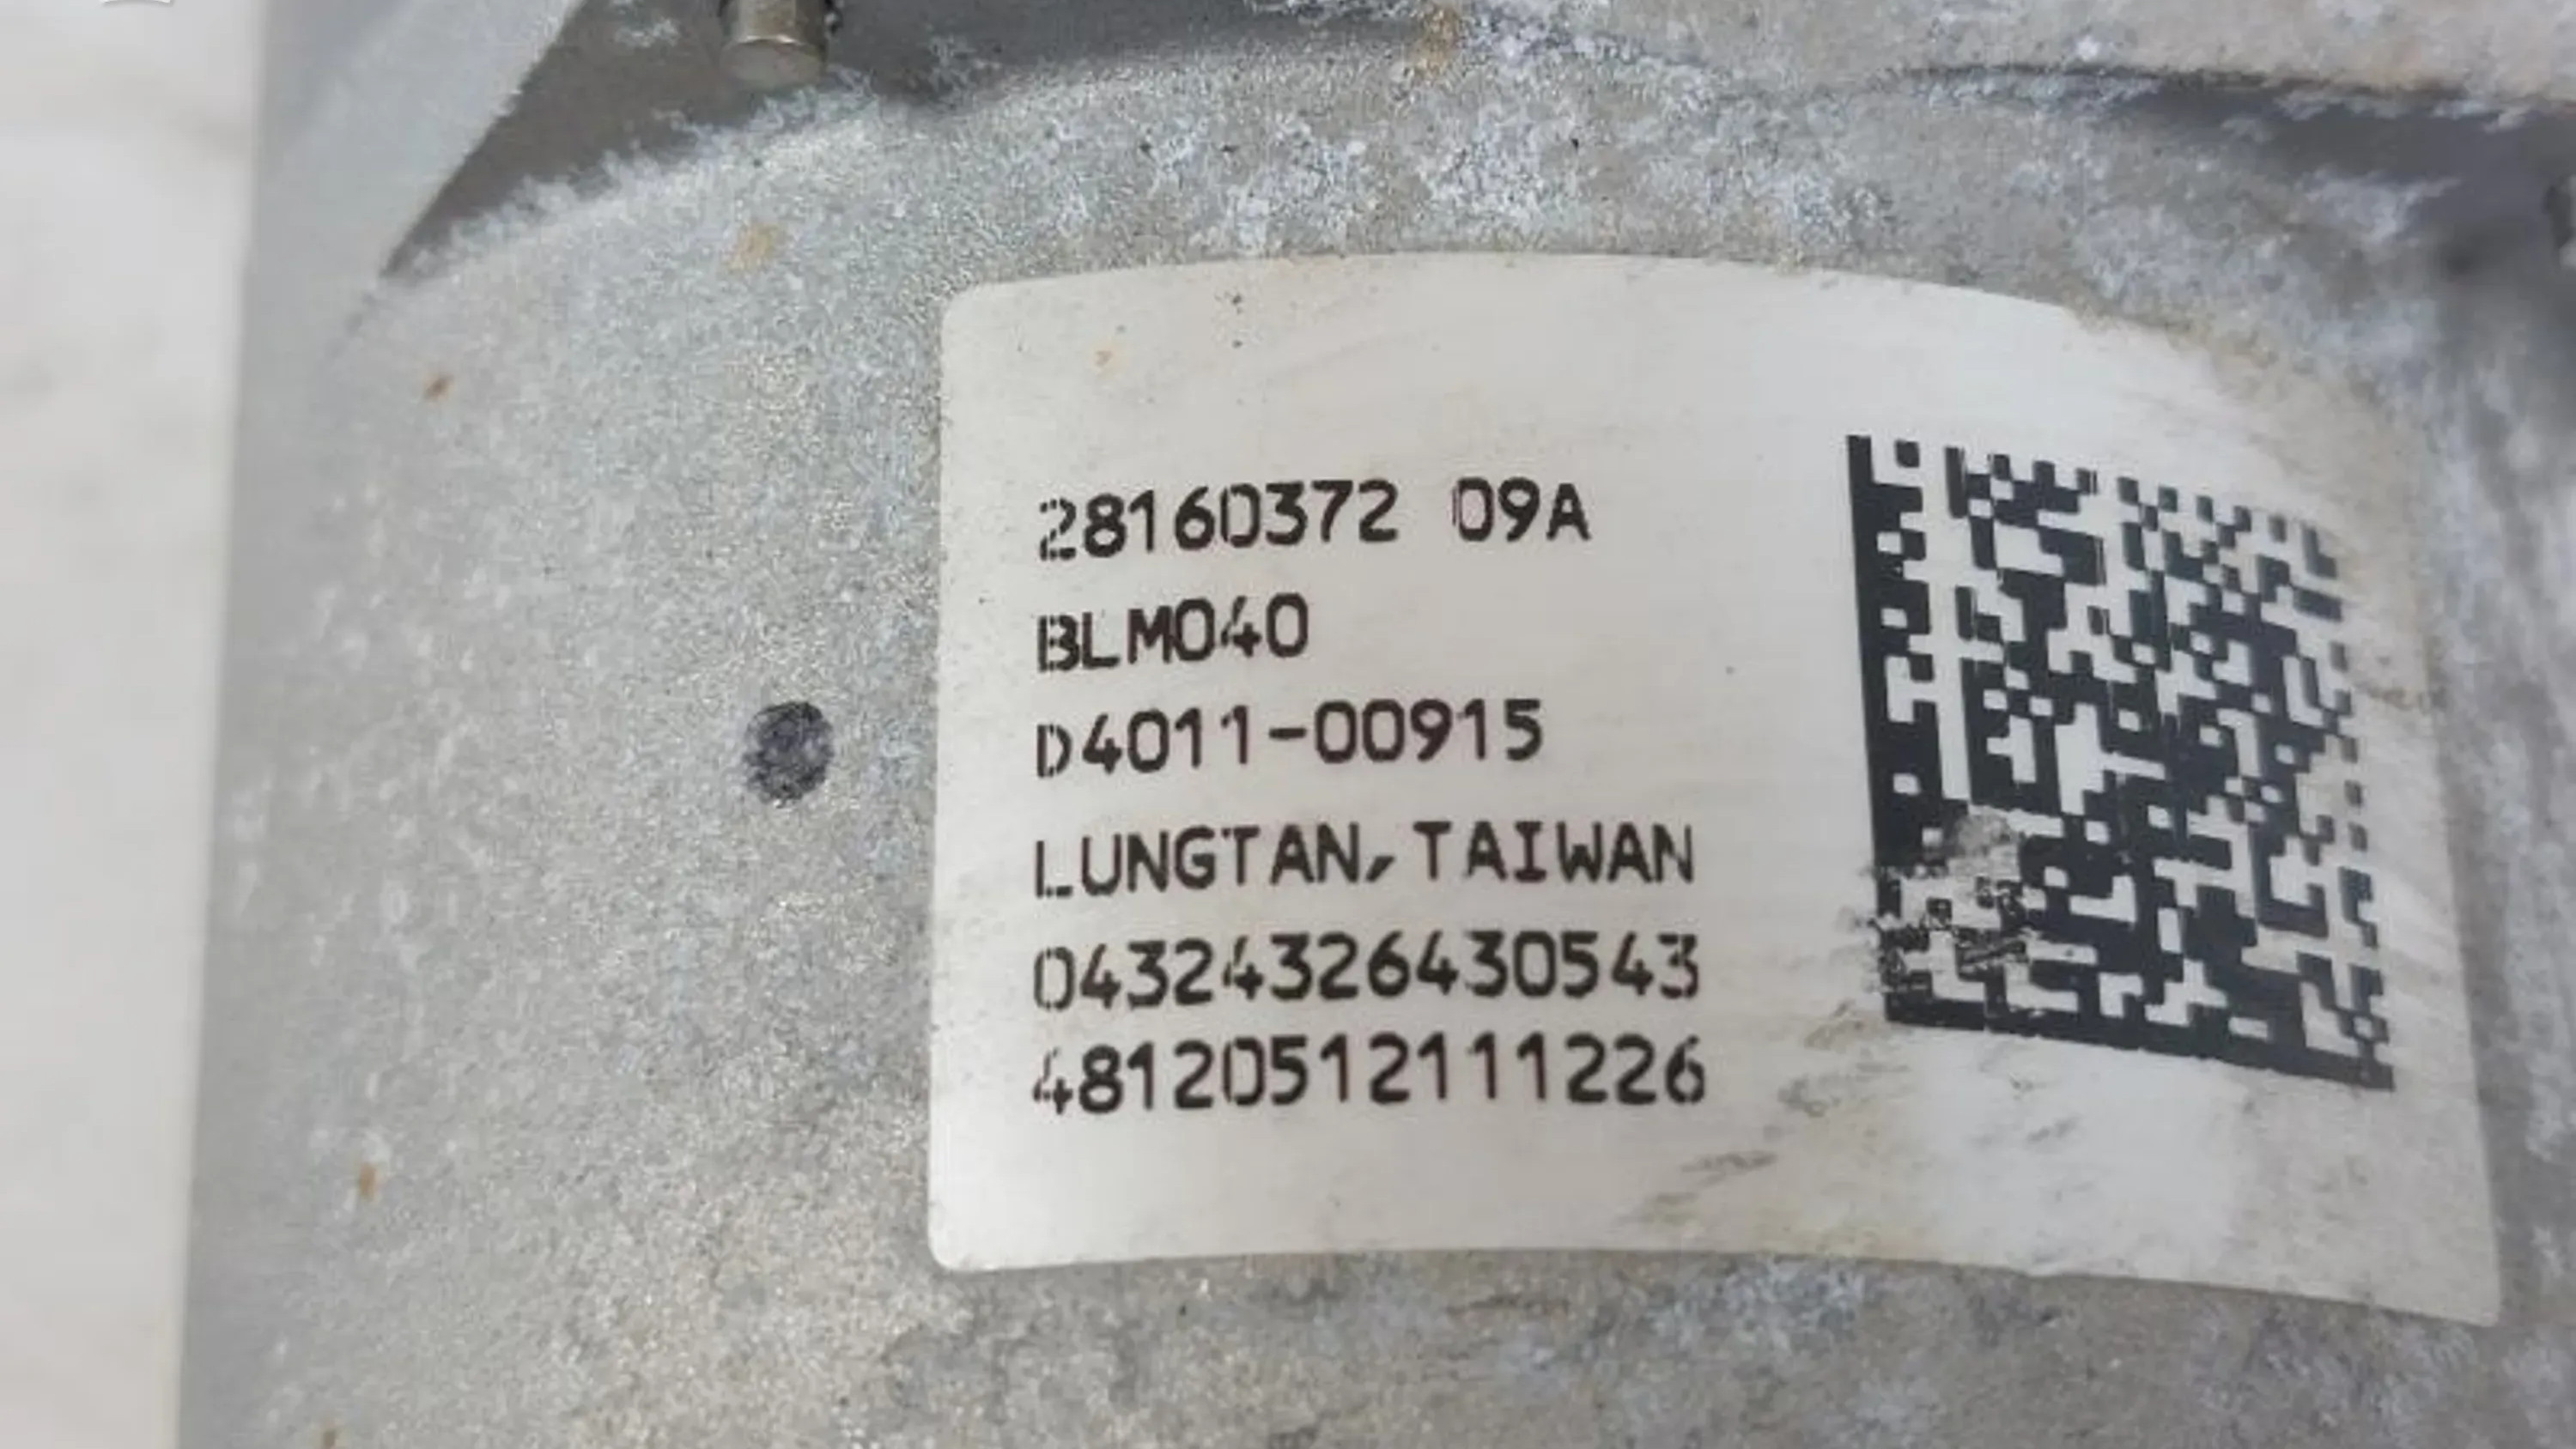 28160372 09A
BLM040
D4011-00915
LUNGTAN, TAIWAN
04324326430543
48120512111226